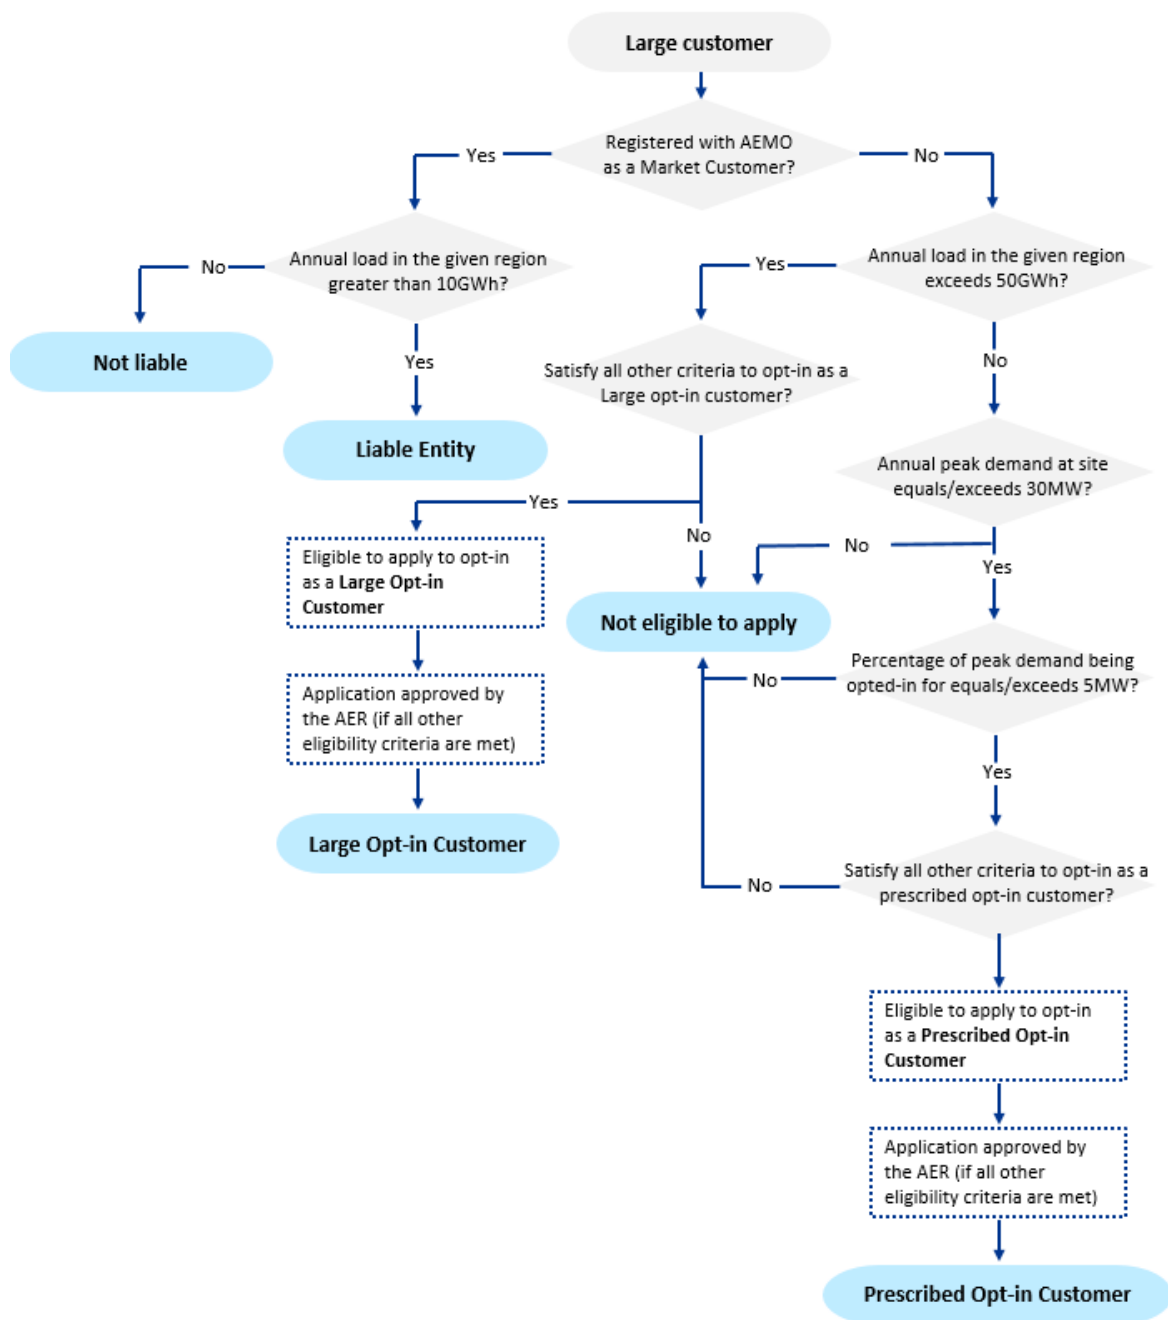 Large customer
Registered with AEMO
as a Market Customer?
Yes
No
Annual load in the given region
greater than 10GWh?
No
Yes
Annual load in the given region
exceeds 50GWh?
Yes
No
Not liable
Liable Entity
Satisfy all other criteria to opt-in as a
Large opt-in customer?
Yes
No
Annual peak demand at site
equals/exceeds 30MW?
No
Yes
Eligible to apply to opt-in
as a Large Opt-in
Customer
Not eligible to apply
Percentage of peak demand being
opted-in for equals/exceeds 5MW?
No
Yes
Application approved by
the AER (if all other
eligibility criteria are met)
Large Opt-in Customer
Satisfy all other criteria to opt-in as a
prescribed opt-in customer?
No
Eligible to apply to opt-in
as a Prescribed Opt-in
Customer
Application approved by
the AER (if all other
eligibility criteria are met)
Prescribed Opt-in Customer